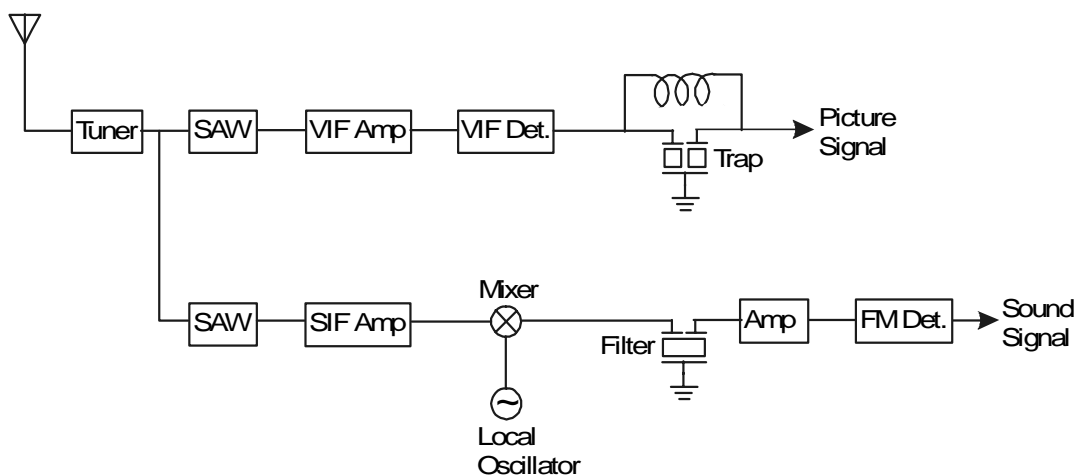 Tuner
SAW
VIF Amp
VIF Det.
Trap
Picture
Signal
SAW
SIF Amp
Mixer
Local
Oscillator
Filter
Amp
FM Det.
Sound
Signal